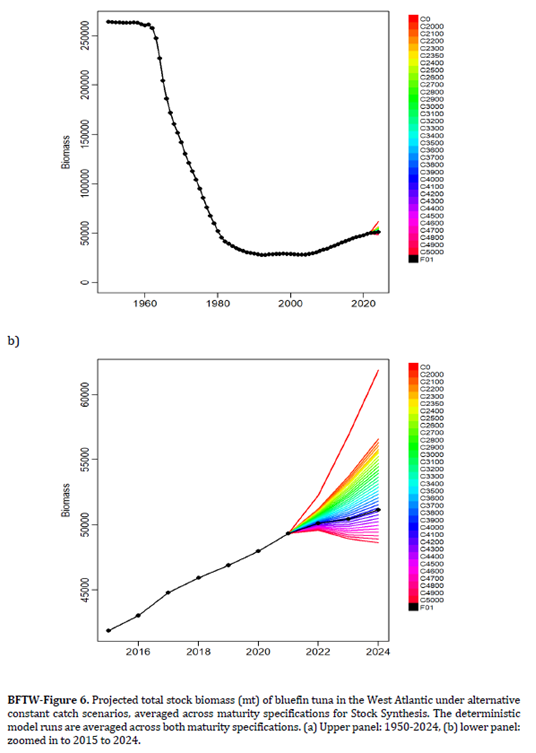 250000
200000
150000
100000
50000
0
Biomass
1960
1980
2000
2020
C0
C2000
C2100
C2200
C2300
C2350
C2400
C2500
C2600
C2700
C2800
C2900
C3000
C3100
C3200
C3300
C3400
C3500
C3600
C3700
C3800
C3900
C4000
C4100
C4200
C4300
C4400
C4500
C4600
C4700
C4800
C4900
C5000
F01
b)
60000
55000
50000
45000
Biomass
2016
2018
2020
2022
2024
C0
C2000
C2100
C2200
C2300
C2350
C2400
C2500
C2600
C2700
C2800
C2900
C3000
C3100
C3200
C3300
C3400
C3500
C3600
C3700
C3800
C3900
C4000
C4100
C4200
C4300
C4400
C4500
C4600
C4700
C4800
C4900
C5000
F01
BFTW-Figure 6. Projected total stock biomass (mt) of bluefin tuna in the West Atlantic under alternative
constant catch scenarios, averaged across maturity specifications for Stock Synthesis. The deterministic
model runs are averaged across both maturity specifications. (a) Upper panel: 1950-2024, (b) lower panel:
zoomed in to 2015 to 2024.